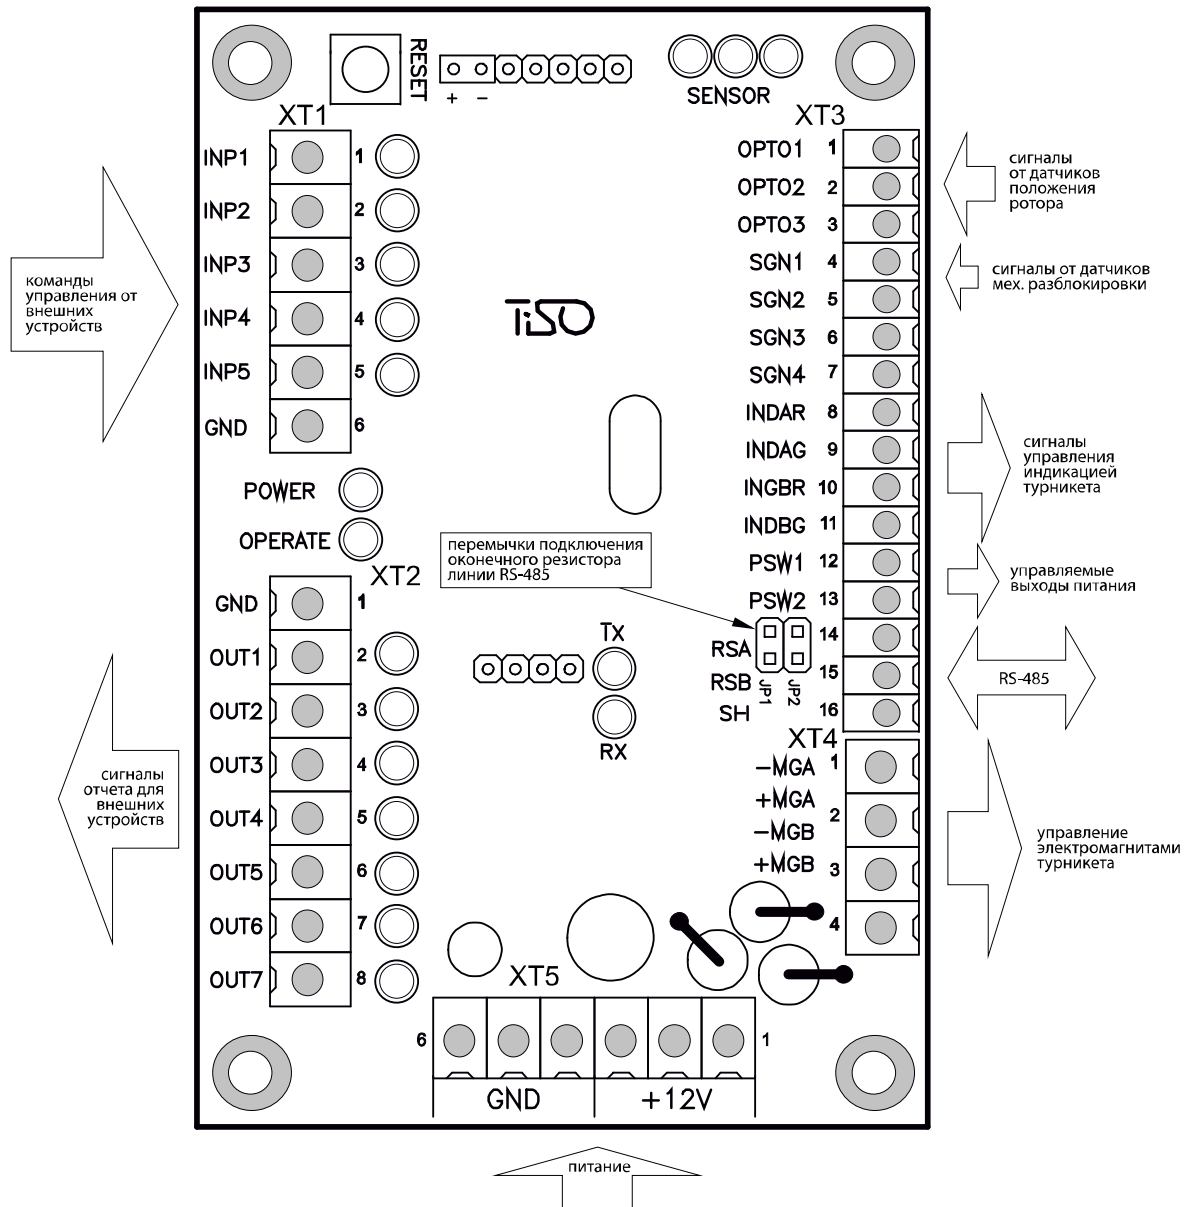 RESET
+ −
SENSOR
XT1
XT3
INP1 1
INP2 2
INP3 3
INP4 4
INP5 5
GND 6
команды
управления от
внешних
устройств
TiSO
OPTO1 1
OPTO2 2
OPTO3 3
SGN1 4
SGN2 5
SGN3 6
SGN4 7
INDAR 8
INDAG 9
INGBR 10
INDBG 11
PSW1 12
PSW2 13
14
RSA
15
RSB
16
SH
JP1
JP2
сигналы
от датчиков
положения
ротора
сигналы от датчиков
мех. разблокировки
сигналы
управления
индикацией
турникета
управляемые
выходы питания
RS-485
POWER
OPERATE
перемычки подключения
оконечного резистора
линии RS-485
XT2
GND 1
OUT1 2
OUT2 3
OUT3 4
OUT4 5
OUT5 6
OUT6 7
OUT7 8
сигналы
отчета для
внешних
устройств
TX
RX
XT4
−MGA 1
+MGA
2
−MGB
+MGB 3
4
управление
электромагнитами
турникета
XT5
6 1
GND +12V
питание